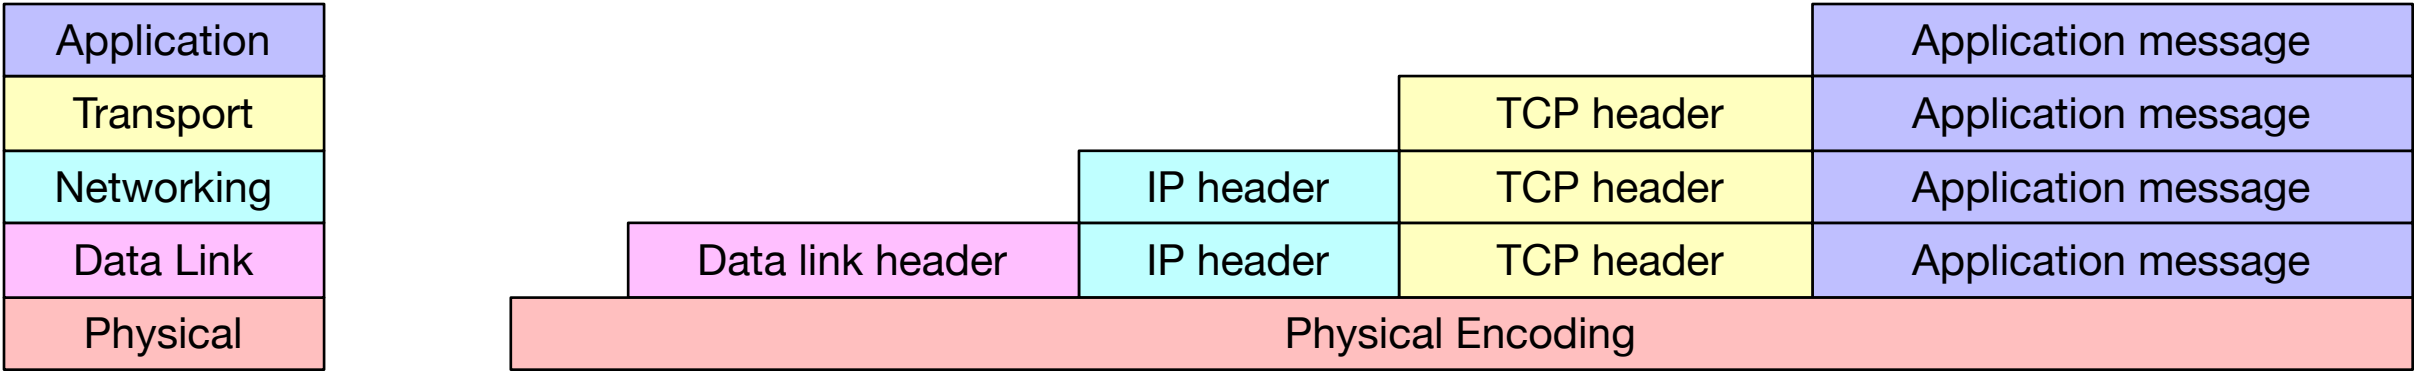 Application Application message
Transport TCP header Application message
Networking IP header TCP header Application message
Data Link Data link header IP header TCP header Application message
Physical Physical Encoding